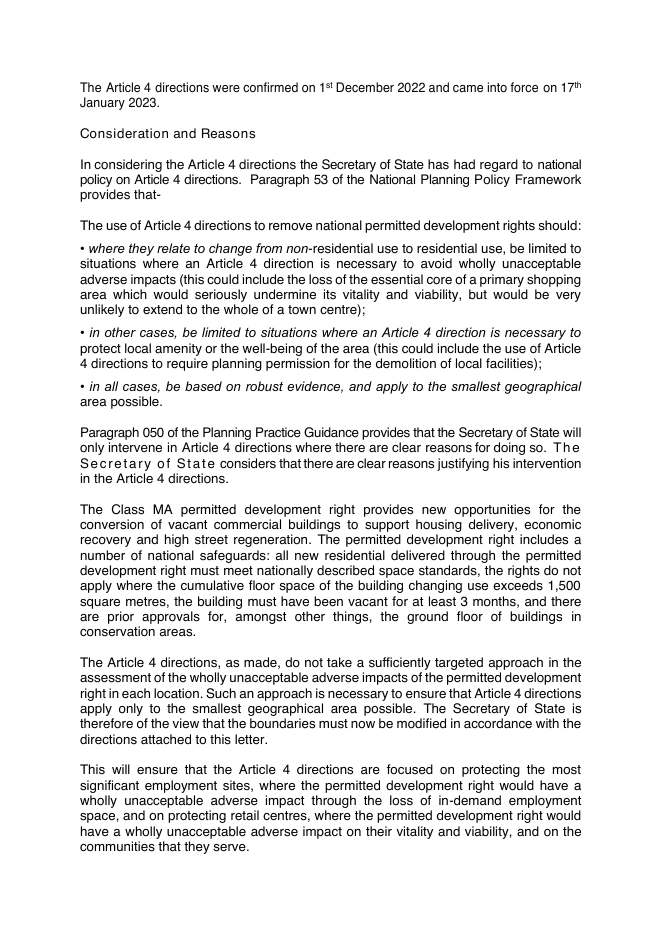 The Article 4 directions were confirmed on 1st December 2022 and came into force on 17th
January 2023.
Consideration and Reasons
In considering the Article 4 directions the Secretary of State has had regard to national
policy on Article 4 directions. Paragraph 53 of the National Planning Policy Framework
provides that-
The use of Article 4 directions to remove national permitted development rights should:
• where they relate to change from non-residential use to residential use, be limited to
situations where an Article 4 direction is necessary to avoid wholly unacceptable
adverse impacts (this could include the loss of the essential core of a primary shopping
area which would seriously undermine its vitality and viability, but would be very
unlikely to extend to the whole of a town centre);
• in other cases, be limited to situations where an Article 4 direction is necessary to
protect local amenity or the well-being of the area (this could include the use of Article
4 directions to require planning permission for the demolition of local facilities);
• in all cases, be based on robust evidence, and apply to the smallest geographical
area possible.
Paragraph 050 of the Planning Practice Guidance provides that the Secretary of State will
only intervene in Article 4 directions where there are clear reasons for doing so. The
Secretary of State considers that there are clear reasons justifying his intervention
in the Article 4 directions.
The Class MA permitted development right provides new opportunities for the
conversion of vacant commercial buildings to support housing delivery, economic
recovery and high street regeneration. The permitted development right includes a
number of national safeguards: all new residential delivered through the permitted
development right must meet nationally described space standards, the rights do not
apply where the cumulative floor space of the building changing use exceeds 1,500
square metres, the building must have been vacant for at least 3 months, and there
are prior approvals for, amongst other things, the ground floor of buildings in
conservation areas.
The Article 4 directions, as made, do not take a sufficiently targeted approach in the
assessment of the wholly unacceptable adverse impacts of the permitted development
right in each location. Such an approach is necessary to ensure that Article 4 directions
apply only to the smallest geographical area possible. The Secretary of State is
therefore of the view that the boundaries must now be modified in accordance with the
directions attached to this letter.
This will ensure that the Article 4 directions are focused on protecting the most
significant employment sites, where the permitted development right would have a
wholly unacceptable adverse impact through the loss of in-demand employment
space, and on protecting retail centres, where the permitted development right would
have a wholly unacceptable adverse impact on their vitality and viability, and on the
communities that they serve.